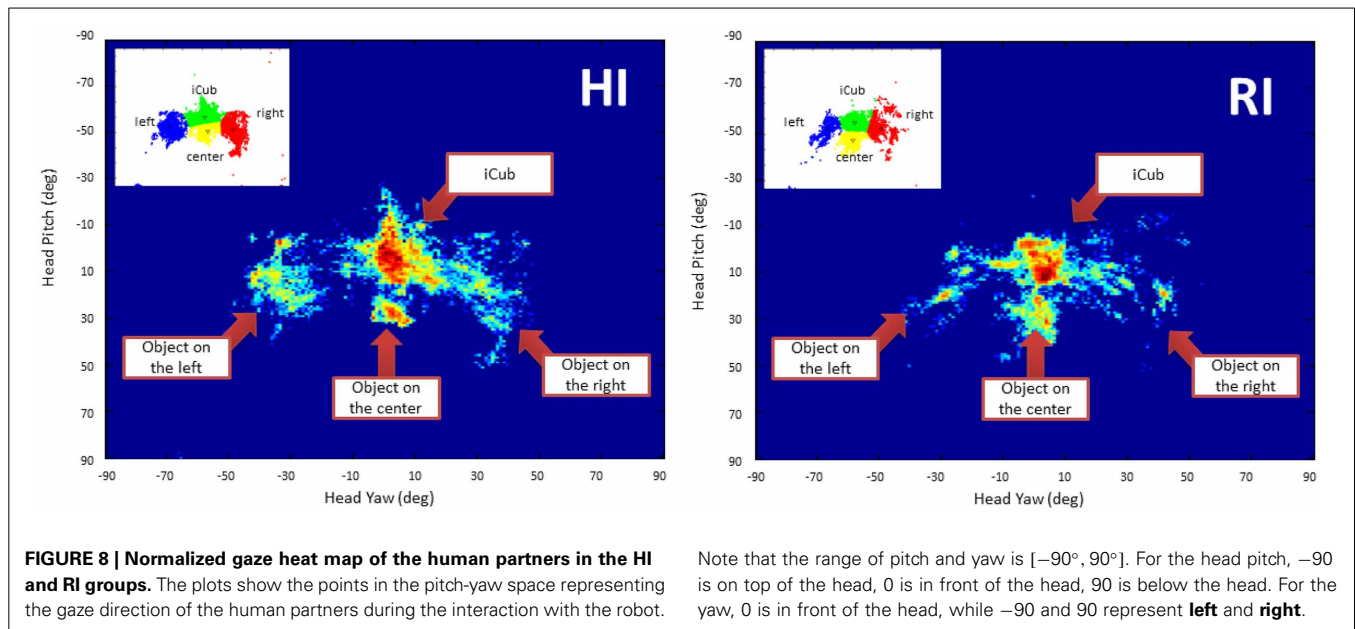 -90
-70
-50
-30
-10
10
30
50
70
90
Head Pitch (deg)
-90
-70
-50
-30
-10
10
30
50
70
90
Head Yaw (deg)
HI
iCub
left
right
center
iCub
Object on
the left
Object on
the center
Object on
the right
-90
-70
-50
-30
-10
10
30
50
70
90
Head Pitch (deg)
-90
-70
-50
-30
-10
10
30
50
70
90
Head Yaw (deg)
RI
iCub
left
right
center
iCub
Object on
the left
Object on
the center
Object on
the right
FIGURE 8 | Normalized gaze heat map of the human partners in the HI
and RI groups. The plots show the points in the pitch-yaw space representing
the gaze direction of the human partners during the interaction with the robot.
Note that the range of pitch and yaw is [−90°, 90°]. For the head pitch, −90
is on top of the head, 0 is in front of the head, 90 is below the head. For the
yaw, 0 is in front of the head, while −90 and 90 represent left and right.